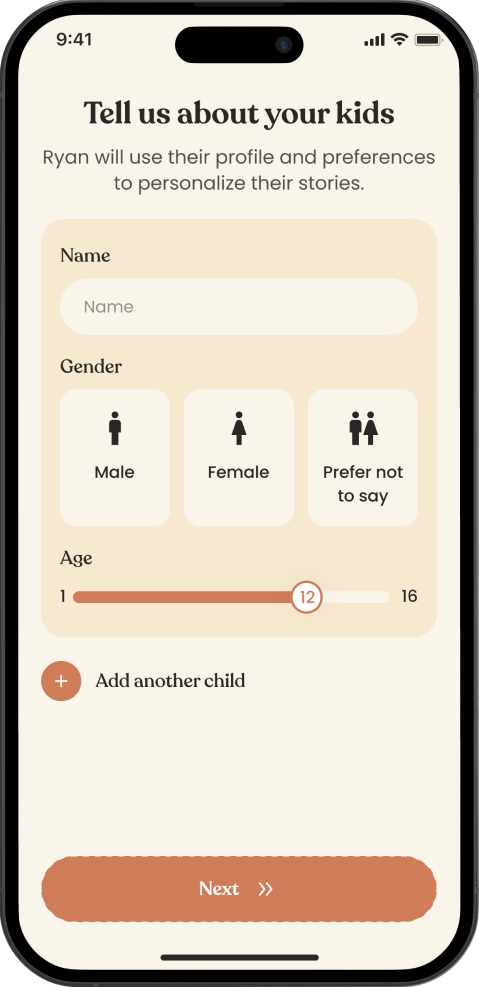 9:41
Tell us about your kids
Ryan will use their profile and preferences
to personalize their stories.
Name
Name
Gender
Male
Female
Prefer not
to say
Age
1
12
16
Add another child
Next